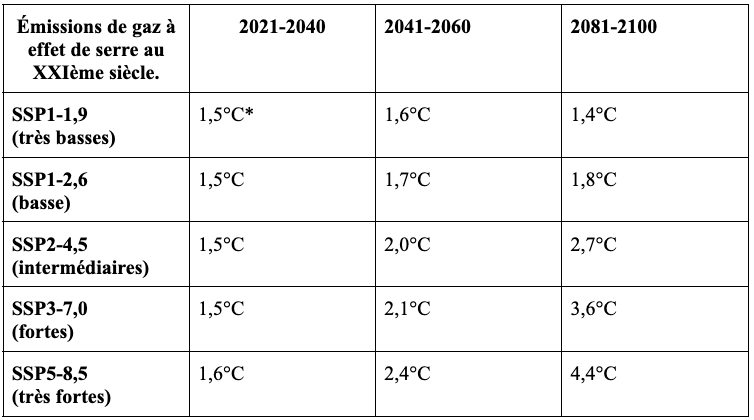 Émissions de gaz à
effet de serre au
XXIème siècle.
2021-2040
2041-2060
2081-2100
SSP1-1,9
(très basses)
1,5°C*
1,6°C
1,4°C
SSP1-2,6
(basse)
1,5°C
1,7°C
1,8°C
SSP2-4,5
(intermédiaires)
1,5°C
2,0°C
2,7°C
SSP3-7,0
(fortes)
1,5°C
2,1°C
3,6°C
SSP5-8,5
(très fortes)
1,6°C
2,4°C
4,4°C